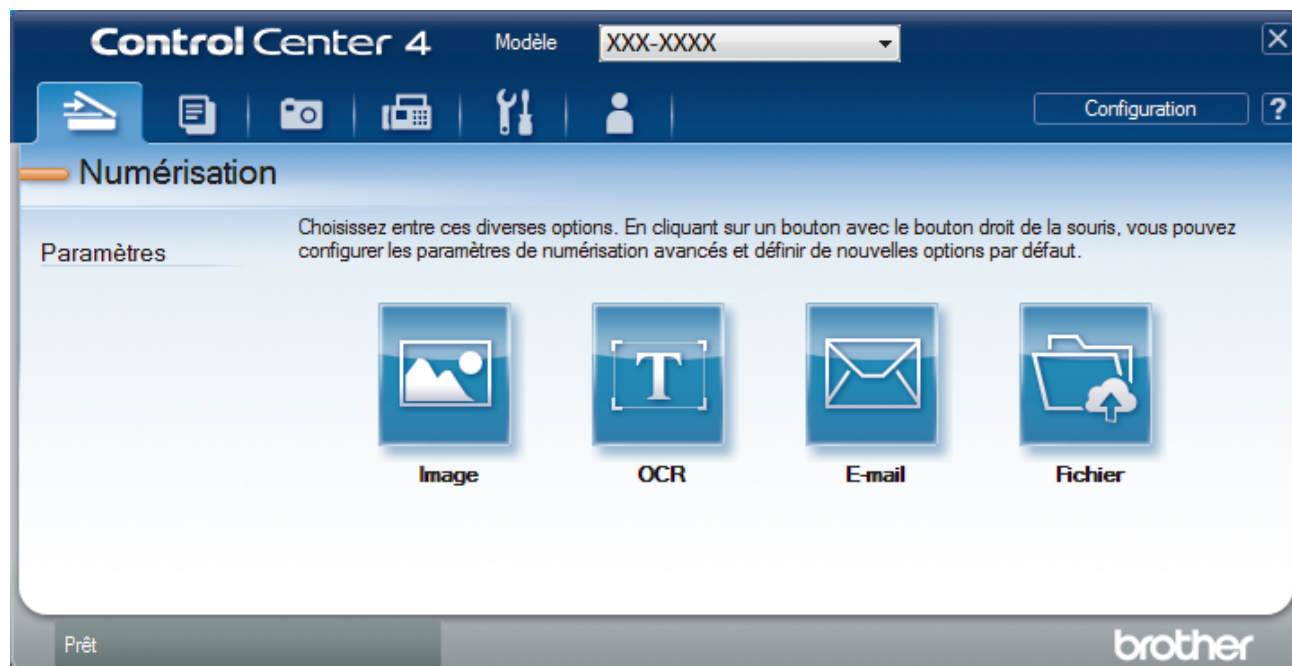 Control Center 4 Modèle XXX-XXXX
Configuration ?
Numérisation
Paramètres
Choisissez entre ces diverses options. En cliquant sur un bouton avec le bouton droit de la souris, vous pouvez
configurer les paramètres de numérisation avancés et définir de nouvelles options par défaut.
T
Image OCR E-mail Fichier
Prêt
brother